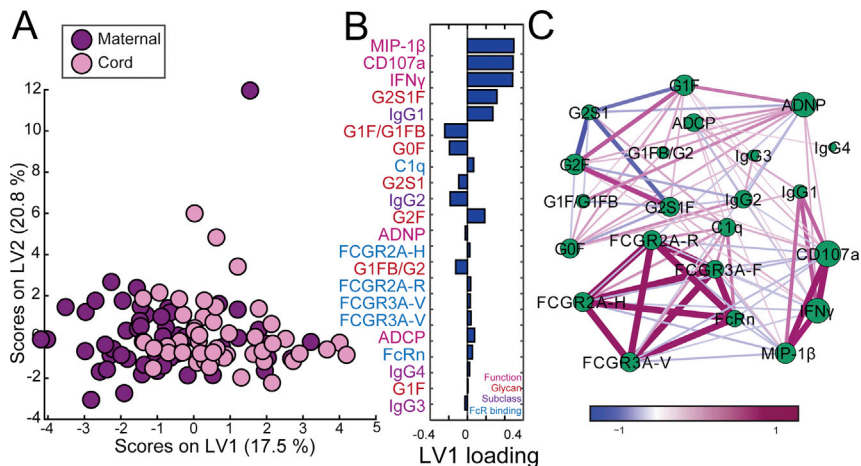 A
Maternal
Cord
Scores on LV2 (20.8 %)
12
10
8
6
4
2
0
-2
-4
-4 -3 -2 -1 0 1 2 3 4 5
Scores on LV1 (17.5 %)
B
MIP-1β
CD107a
IFNγ
G2S1F
IgG1
G1F/G1FB
G0F
C1q
G2S1
IgG2
G2F
ADNP
FCGR2A-H
G1FB/G2
FCGR2A-R
FCGR3A-V
FCGR3A-V
ADCP
FcRn
IgG4
G1F
IgG3
Function
Glycan
Subclass
FcR binding
-0.4 0 0.4
LV1 loading
C
G1F
ADNP
G2S1
ADCP
IgG4
G1FB/G2
IgG3
G2F
IgG1
G1F/G1FB
G2S1F
IgG2
C1q
G0F
FCGR2A-R
CD107a
FCGR3A-F
FCGR2A-H
FcRn
IFNγ
MIP-1β
FCGR3A-V
-1 1